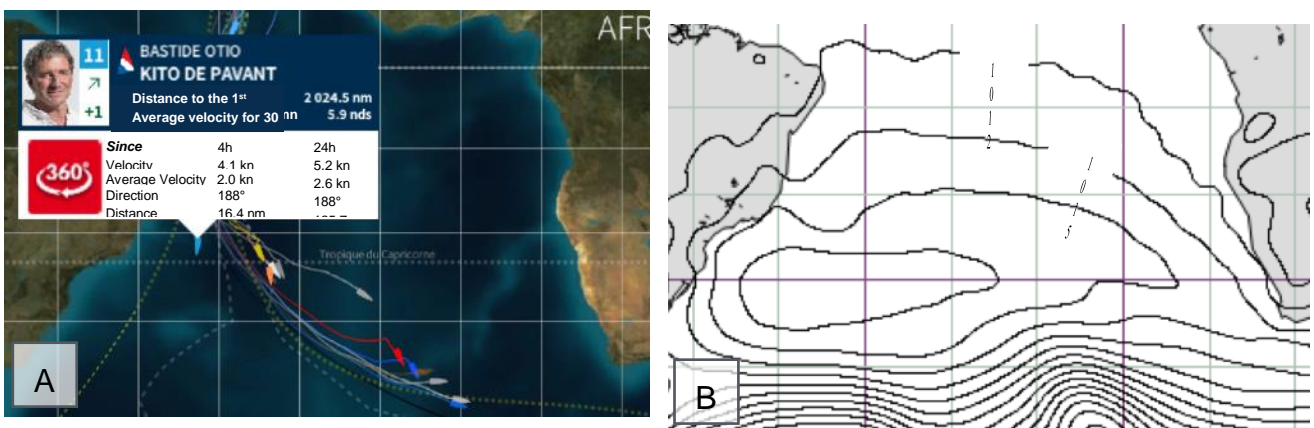 AFR
11
+1
BASTIDE OTIO
KITO DE PAVANT
Distance to the 1st 2 024.5 nm
Average velocity for 30 mn 5.9 nds
360°
Since 4h 24h
Velocity 4.1 kn 5.2 kn
Average Velocity 2.0 kn 2.6 kn
Direction 188° 188°
Distance 16.4 nm
Tropique du Capricorne
A
1012
1015
B